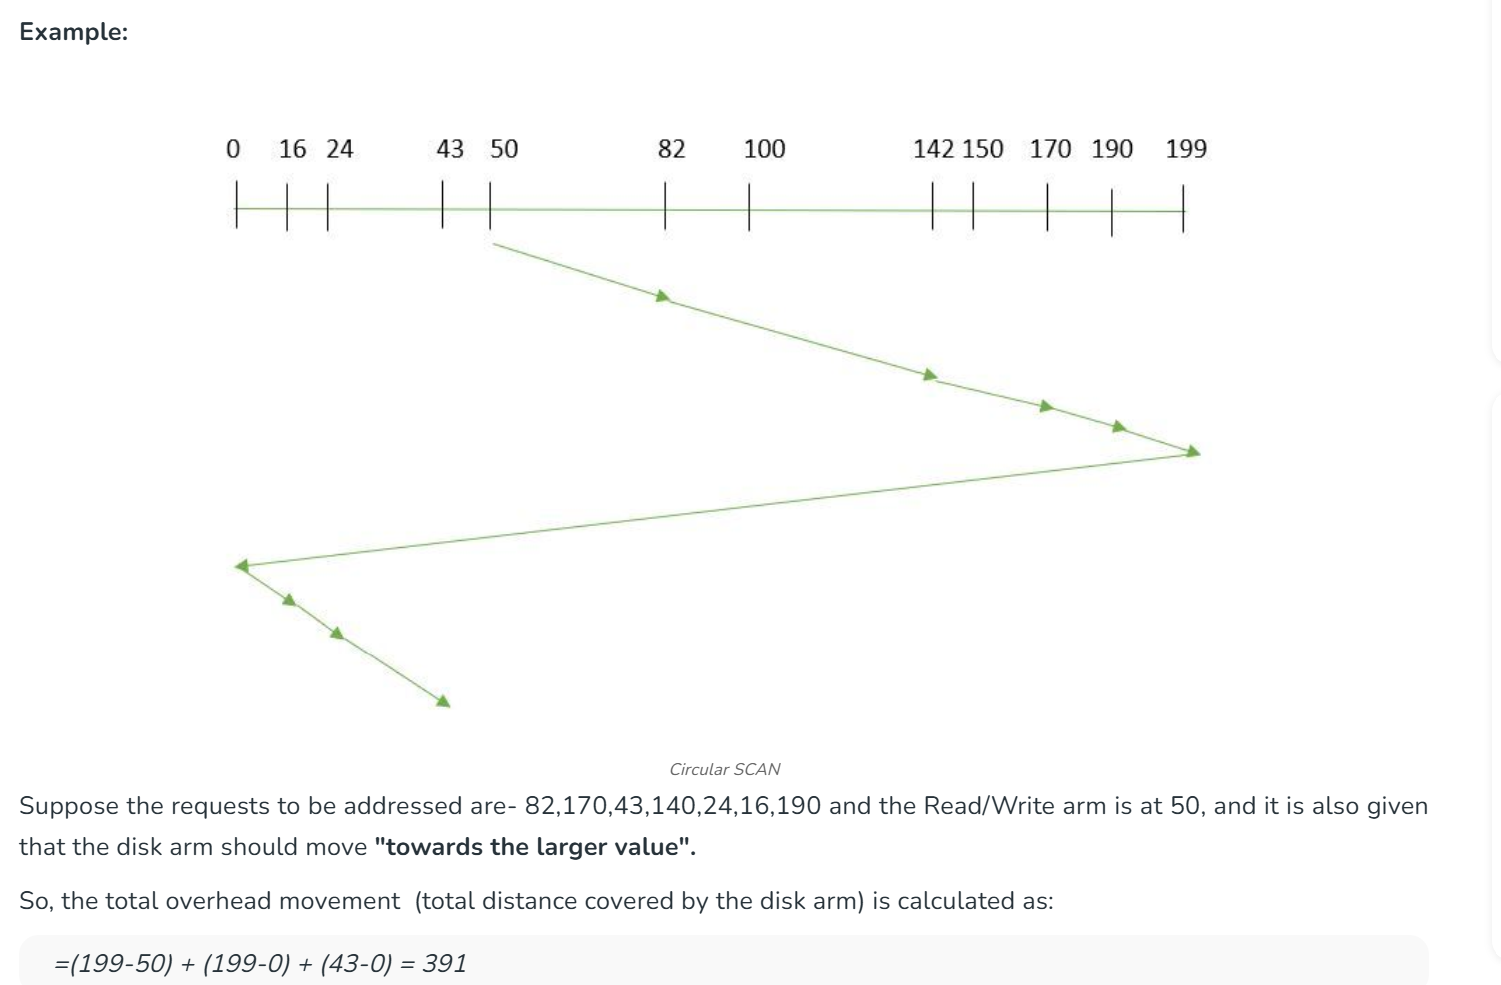 Example:
0 16 24 43 50 82 100 142 150 170 190 199
Circular SCAN
Suppose the requests to be addressed are- 82,170,43,140,24,16,190 and the Read/Write arm is at 50, and it is also given
that the disk arm should move "towards the larger value".
So, the total overhead movement (total distance covered by the disk arm) is calculated as:
=(199-50) + (199-0) + (43-0) = 391